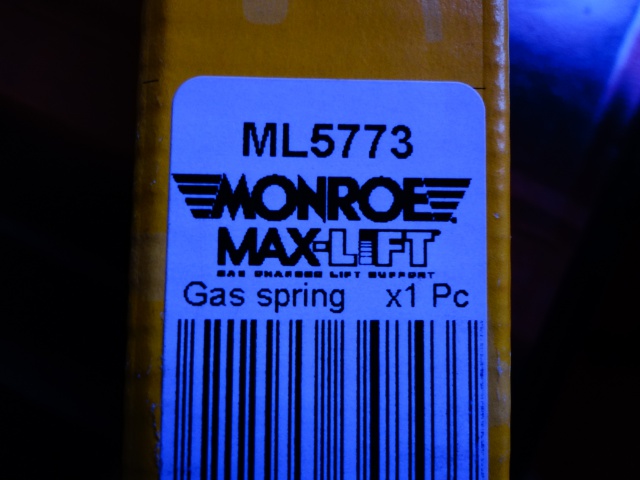 ML5773
MONROE
MAX-LIFT
GAS CHARGED LIFT SUPPORT
Gas spring x1 Pc